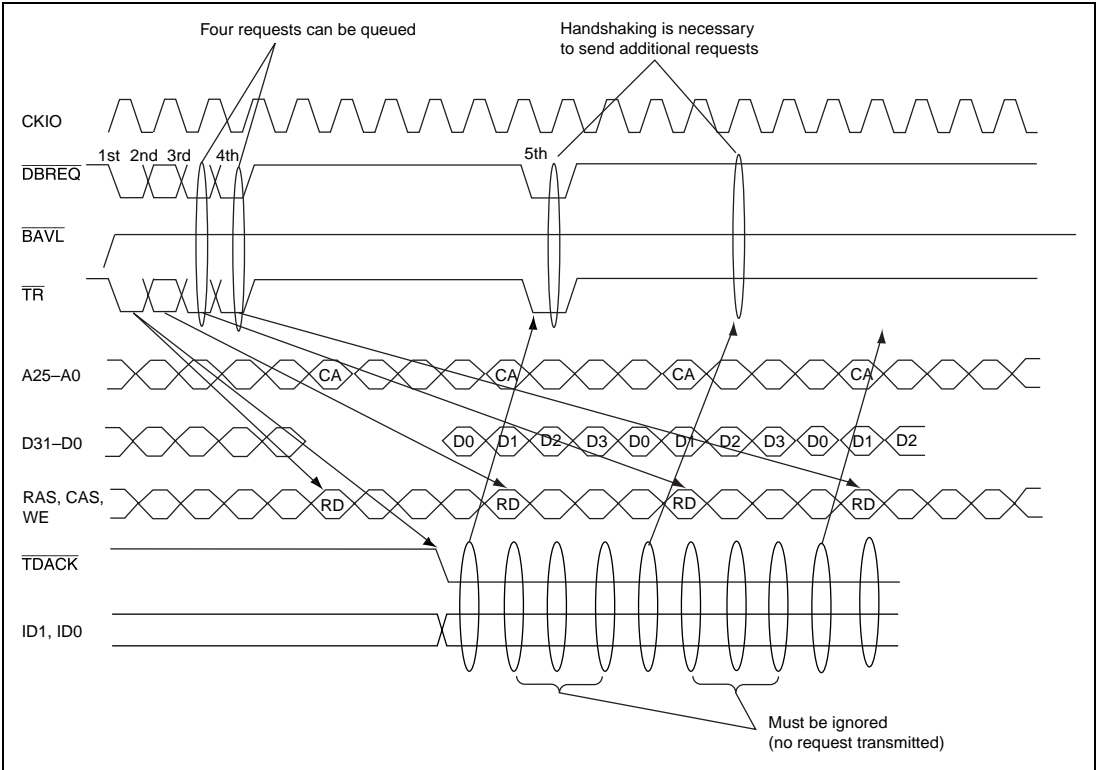 Four requests can be queued
Handshaking is necessary
to send additional requests
CKIO
1st 2nd 3rd 4th 5th
DBREQ
BAVL
TR
A25–A0 CA CA CA CA
D31–D0 D0 D1 D2 D3 D0 D1 D2 D3 D0 D1 D2
RAS, CAS,
WE
RD RD RD RD
TDACK
ID1, ID0
Must be ignored
(no request transmitted)